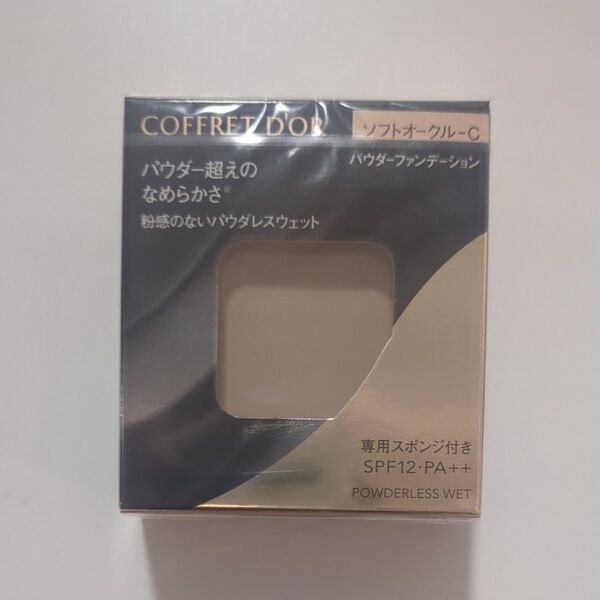 COFFRET D'OR
ソフトオークル-C
パウダーファンデーション
パウダー超えの
なめらかさ※
粉感のないパウダレスウェット
専用スポンジ付き
SPF12・PA++
POWDERLESS WET